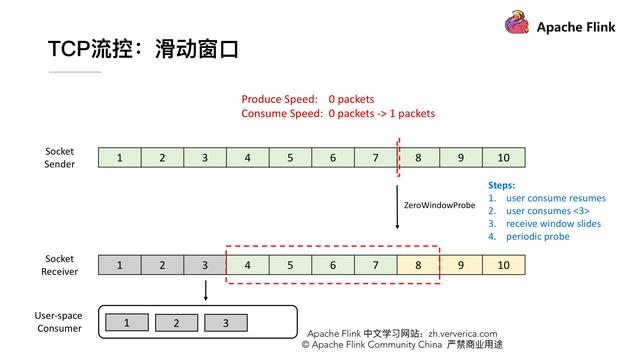 Apache Flink
TCP流控：滑动窗口
Produce Speed: 0 packets
Consume Speed: 0 packets -> 1 packets
Socket Sender
1 2 3 4 5 6 7 8 9 10
ZeroWindowProbe
Steps:
1. user consume resumes
2. user consumes <3>
3. receive window slides
4. periodic probe
Socket Receiver
1 2 3 4 5 6 7 8 9 10
User-space Consumer
1 2 3
Apache Flink 中文学习网站：zh.ververica.com
© Apache Flink Community China 严禁商业用途